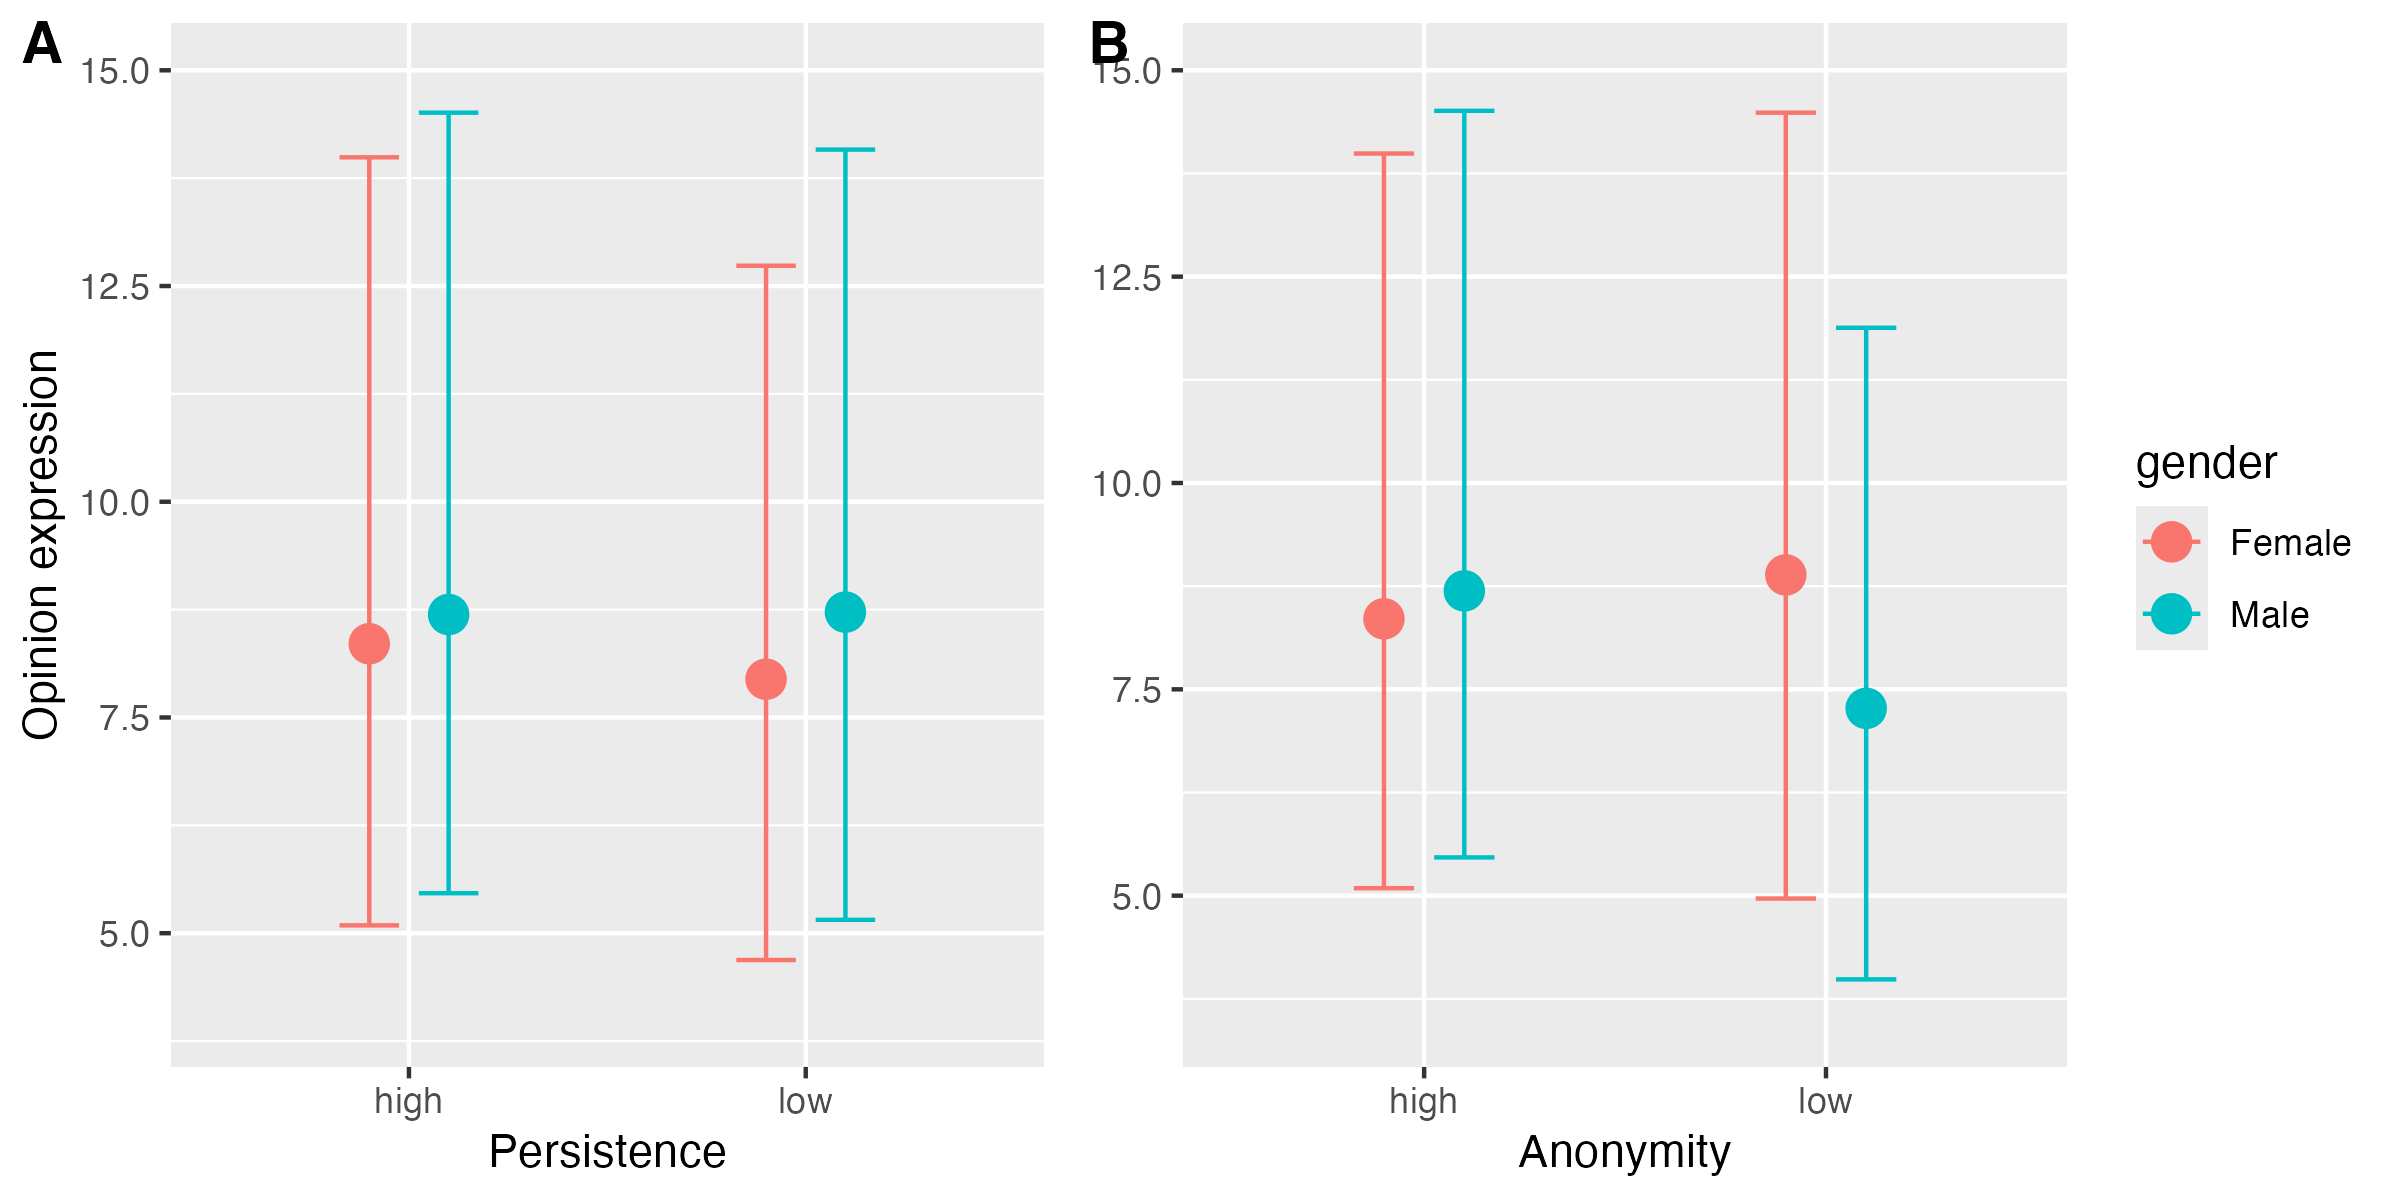 A
15.0
12.5
10.0
7.5
5.0
Opinion expression
high low
Persistence
B
15.0
12.5
10.0
7.5
5.0
high low
Anonymity
gender
Female
Male